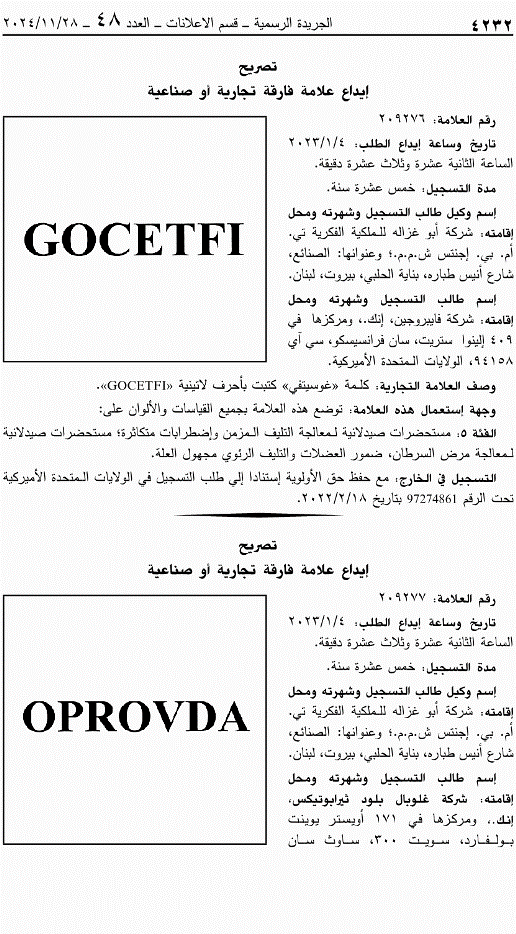 ٤٢٣٢ الجريدة الرسمية – قسم الاعلانات – العدد ٤٨ – ٢٠٢٤/١١/٢٨
تصريح
إيداع علامة فارقة تجارية أو صناعية
رقم العلامة: ٢٠٩٢٧٦
تاريخ وساعة إيداع الطلب: ٢٠٢٣/١/٤
الساعة الثانية عشرة وثلاث عشرة دقيقة.
مدة التسجيل: خمس عشرة سنة.
إسم وكيل طالب التسجيل وشهرته ومحل
إقامته: شركة أبو غزاله للملكية الفكرية تي.
أم. بي. إجنتس ش.م.م.؛ وعنوانها: الصنائع،
شارع أنيس طباره، بناية الحلبي، بيروت، لبنان.
إسم طالب التسجيل وشهرته ومحل
إقامته: شركة فايبروجين، إنك.، ومركزها في
٤٠٩ إلينوا ستريت، سان فرانسيسكو، سي آي
٩٤١٥٨، الولايات المتحدة الأميركية.
GOCETFI
وصف العلامة التجارية: كلمة «غوسيتفي» كتبت بأحرف لاتينية «GOCETFI».
وجهة إستعمال هذه العلامة: توضع هذه العلامة بجميع القياسات والألوان على:
الفئة ٥: مستحضرات صيدلانية لمعالجة التليف المزمن وإضطرابات متكاثرة؛ مستحضرات صيدلانية
لمعالجة مرض السرطان، ضمور العضلات والتليف الرئوي مجهول العلة.
التسجيل في الخارج: مع حفظ حق الأولوية إستنادا إلي طلب التسجيل في الولايات المتحدة الأميركية
تحت الرقم 97274861 بتاريخ ٢٠٢٢/٢/١٨.
تصريح
إيداع علامة فارقة تجارية أو صناعية
رقم العلامة: ٢٠٩٢٧٧
تاريخ وساعة إيداع الطلب: ٢٠٢٣/١/٤
الساعة الثانية عشرة وثلاث عشرة دقيقة.
مدة التسجيل: خمس عشرة سنة.
إسم وكيل طالب التسجيل وشهرته ومحل
إقامته: شركة أبو غزاله للملكية الفكرية تي.
أم. بي. إجنتس ش.م.م.؛ وعنوانها: الصنائع،
شارع أنيس طباره، بناية الحلبي، بيروت، لبنان.
إسم طالب التسجيل وشهرته ومحل
إقامته: شركة غلوبال بلود ثيرابوتيكس،
إنك.، ومركزها في ١٧١ أويستر بوينت
بولفارد، سويت ٣٠٠، ساوث سان
OPROVDA